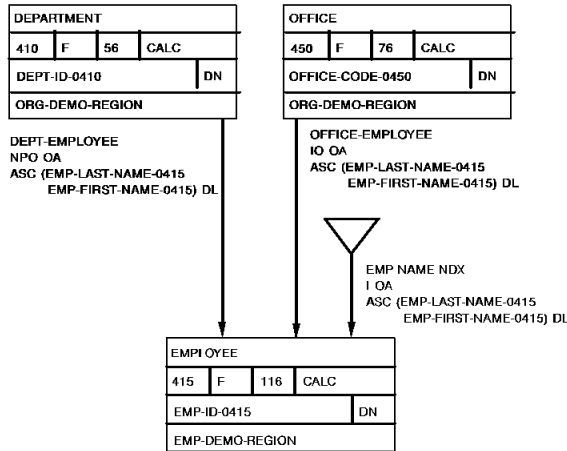 DEPARTMENT
410 F 56 CALC
DEPT-ID-0410 DN
ORG-DEMO-REGION
OFFICE
450 F 76 CALC
OFFICE-CODE-0450 DN
ORG-DEMO-REGION
DEPT-EMPLOYEE
NPO OA
ASC (EMP-LAST-NAME-0415
EMP-FIRST-NAME-0415) DL
OFFICE-EMPLOYEE
IO OA
ASC (EMP-LAST-NAME-0415
EMP-FIRST-NAME-0415) DL
EMP NAME NDX
I OA
ASC (EMP-LAST-NAME-0415
EMP-FIRST-NAME-0415) DL
EMPLOYEE
415 F 116 CALC
EMP-ID-0415 DN
EMP-DEMO-REGION